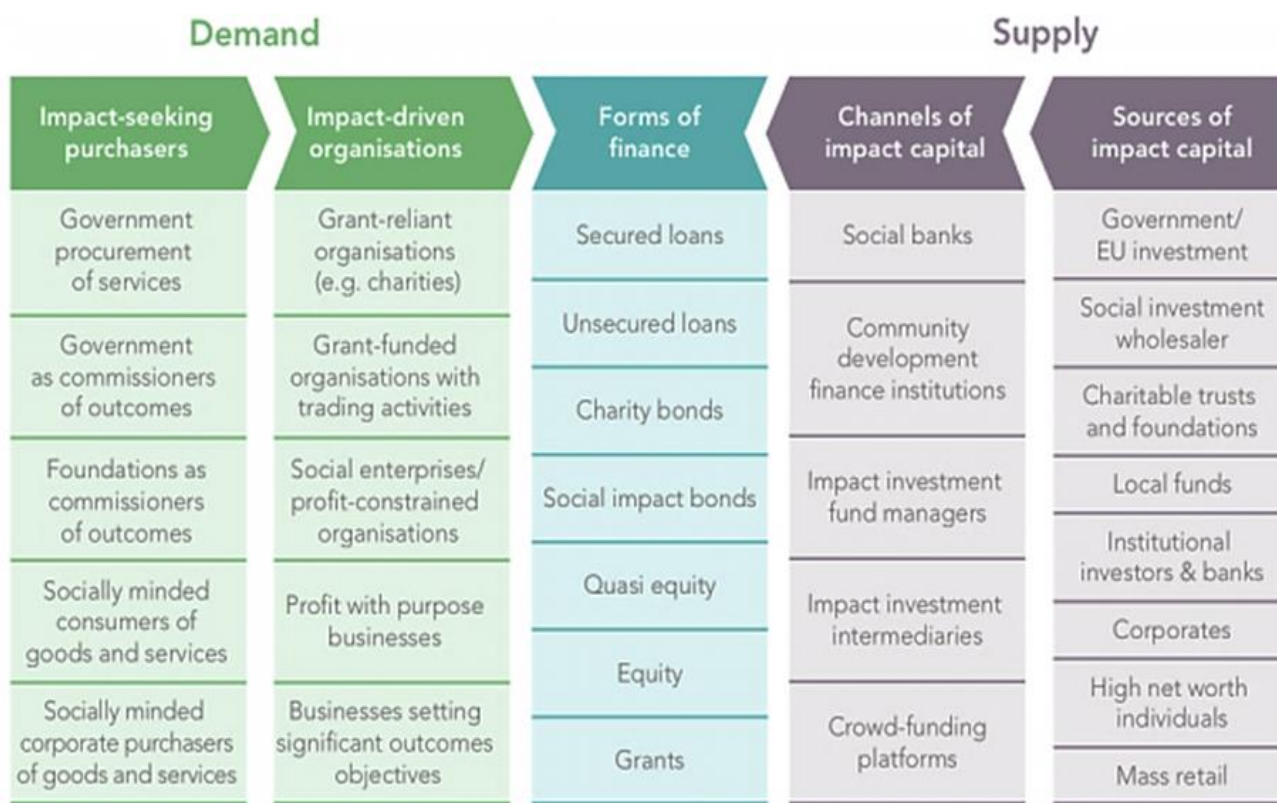 Demand
Supply
Impact-seeking
purchasers
Impact-driven
organisations
Forms of
finance
Channels of
impact capital
Sources of
impact capital
Government
procurement
of services
Government
as commissioners
of outcomes
Foundations as
commissioners
of outcomes
Socially minded
consumers of
goods and services
Socially minded
corporate purchasers
of goods and services
Grant-reliant
organisations
(e.g. charities)
Grant-funded
organisations with
trading activities
Social enterprises/
profit-constrained
organisations
Profit with purpose
businesses
Businesses setting
significant outcomes
objectives
Secured loans
Unsecured loans
Charity bonds
Social impact bonds
Quasi equity
Equity
Grants
Social banks
Community
development
finance institutions
Impact investment
fund managers
Impact investment
intermediaries
Crowd-funding
platforms
Government/
EU investment
Social investment
wholesaler
Charitable trusts
and foundations
Local funds
Institutional
investors & banks
Corporates
High net worth
individuals
Mass retail